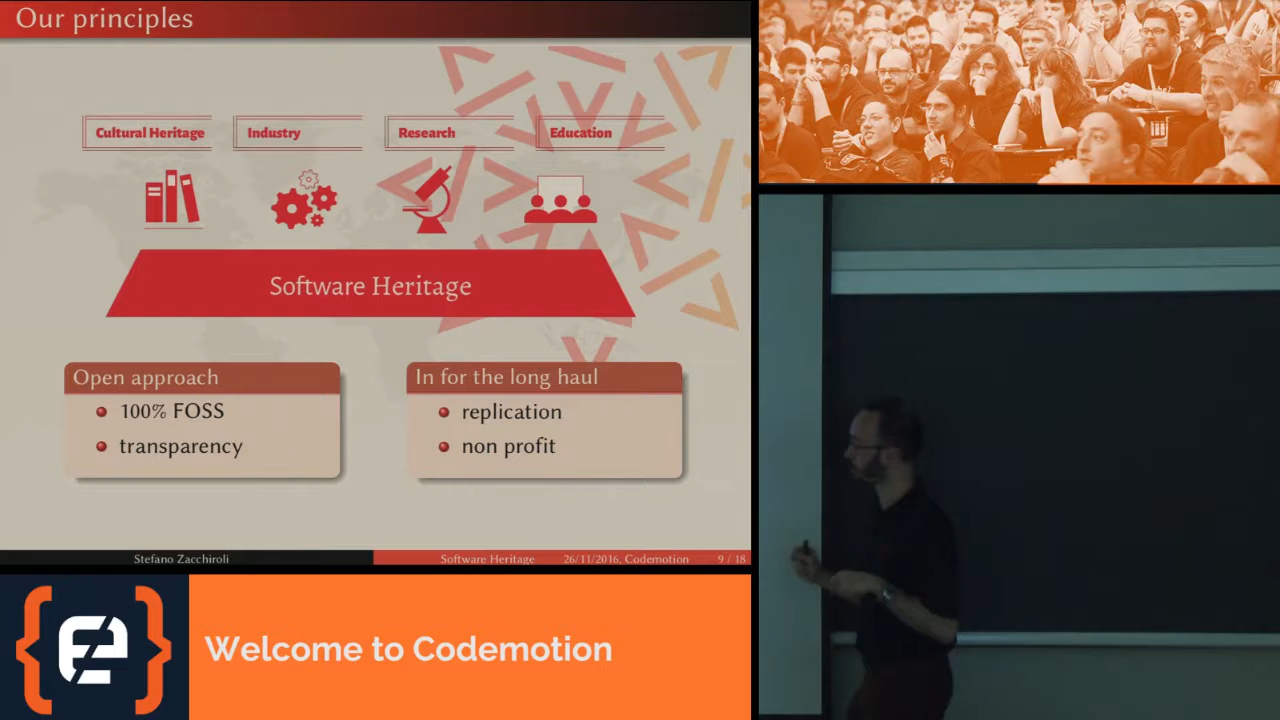 Our principles
Cultural Heritage
Industry
Research
Education
Software Heritage
Open approach
100% FOSS
transparency
In for the long haul
replication
non profit
Stefano Zacchiroli
Software Heritage
26/11/2016, Codemotion
9 / 18
Welcome to Codemotion